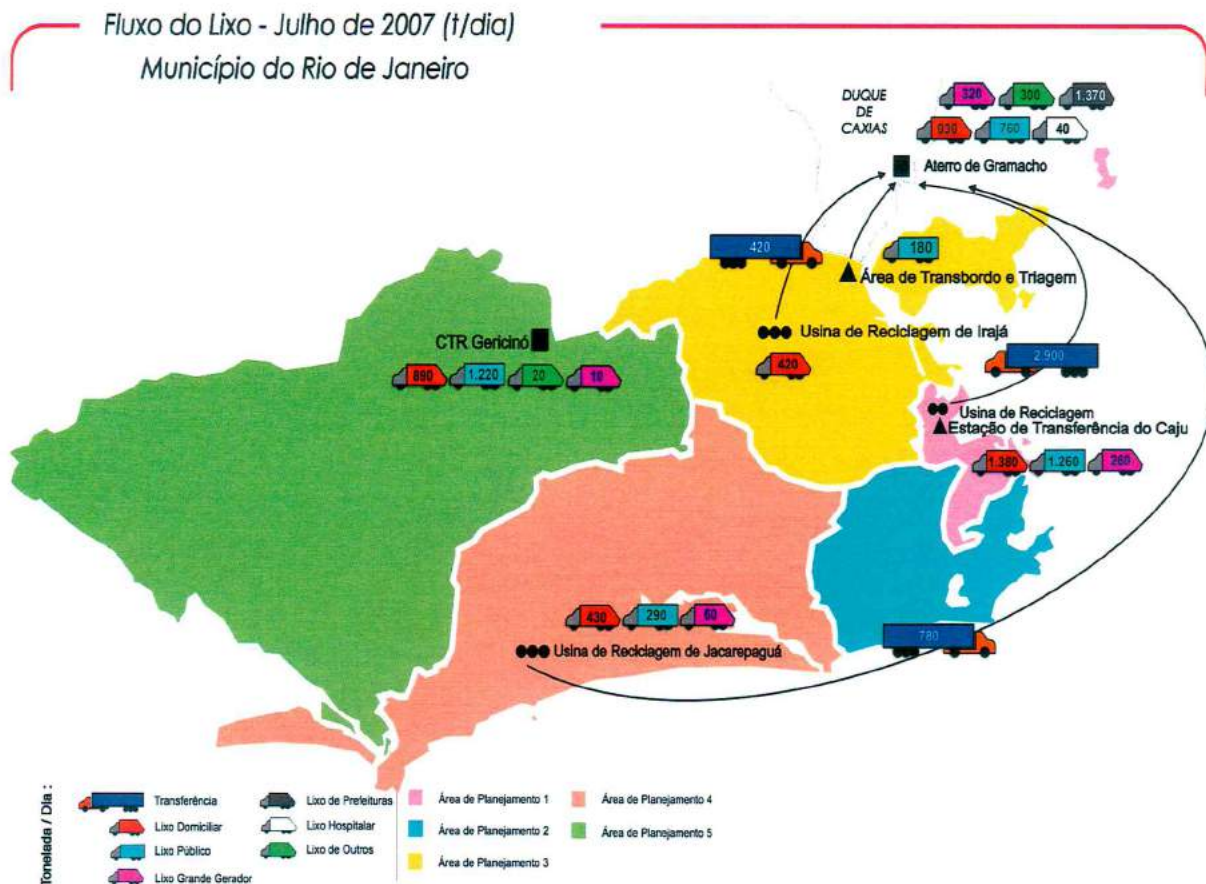 Fluxo do Lixo - Julho de 2007 (t/dia)
Município do Rio de Janeiro
DUQUE
DE
CAXIAS
320 300 1.370
930 760 40
Aterro de Gramacho
420
180
Área de Transbordo e Triagem
Usina de Reciclagem de Irajá
420
CTR Gericinó
890 1.220 20 10
2.900
Usina de Reciclagem
Estação de Transferência do Caju
1.380 1.260 260
430 290 60
Usina de Reciclagem de Jacarepaguá
780
Tonelada / Dia :
Transferência
Lixo Domiciliar
Lixo Público
Lixo Grande Gerador
Lixo de Prefeituras
Lixo Hospitalar
Lixo de Outros
Área de Planejamento 1
Área de Planejamento 2
Área de Planejamento 3
Área de Planejamento 4
Área de Planejamento 5